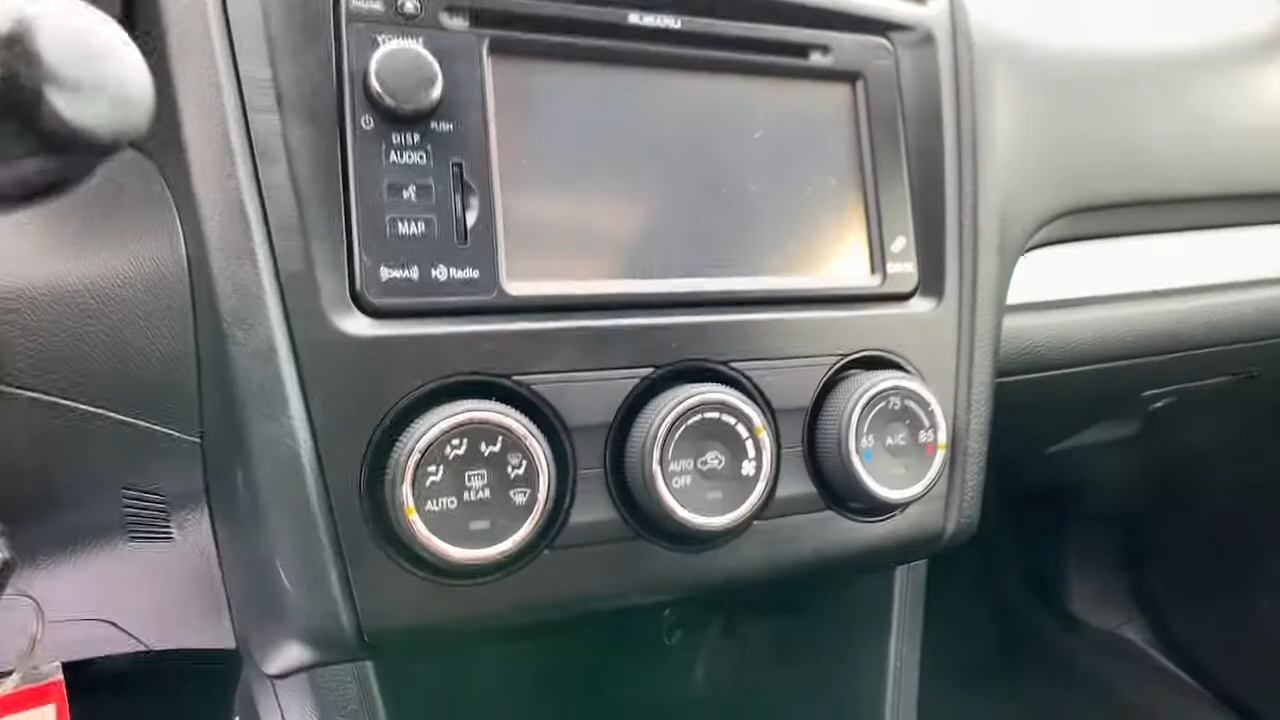 SUBARU
VOLUME
PUSH
DISP
AUDIO
MAP
HD Radio
AUTO
REAR
AUTO
OFF
75
65
A/C
85